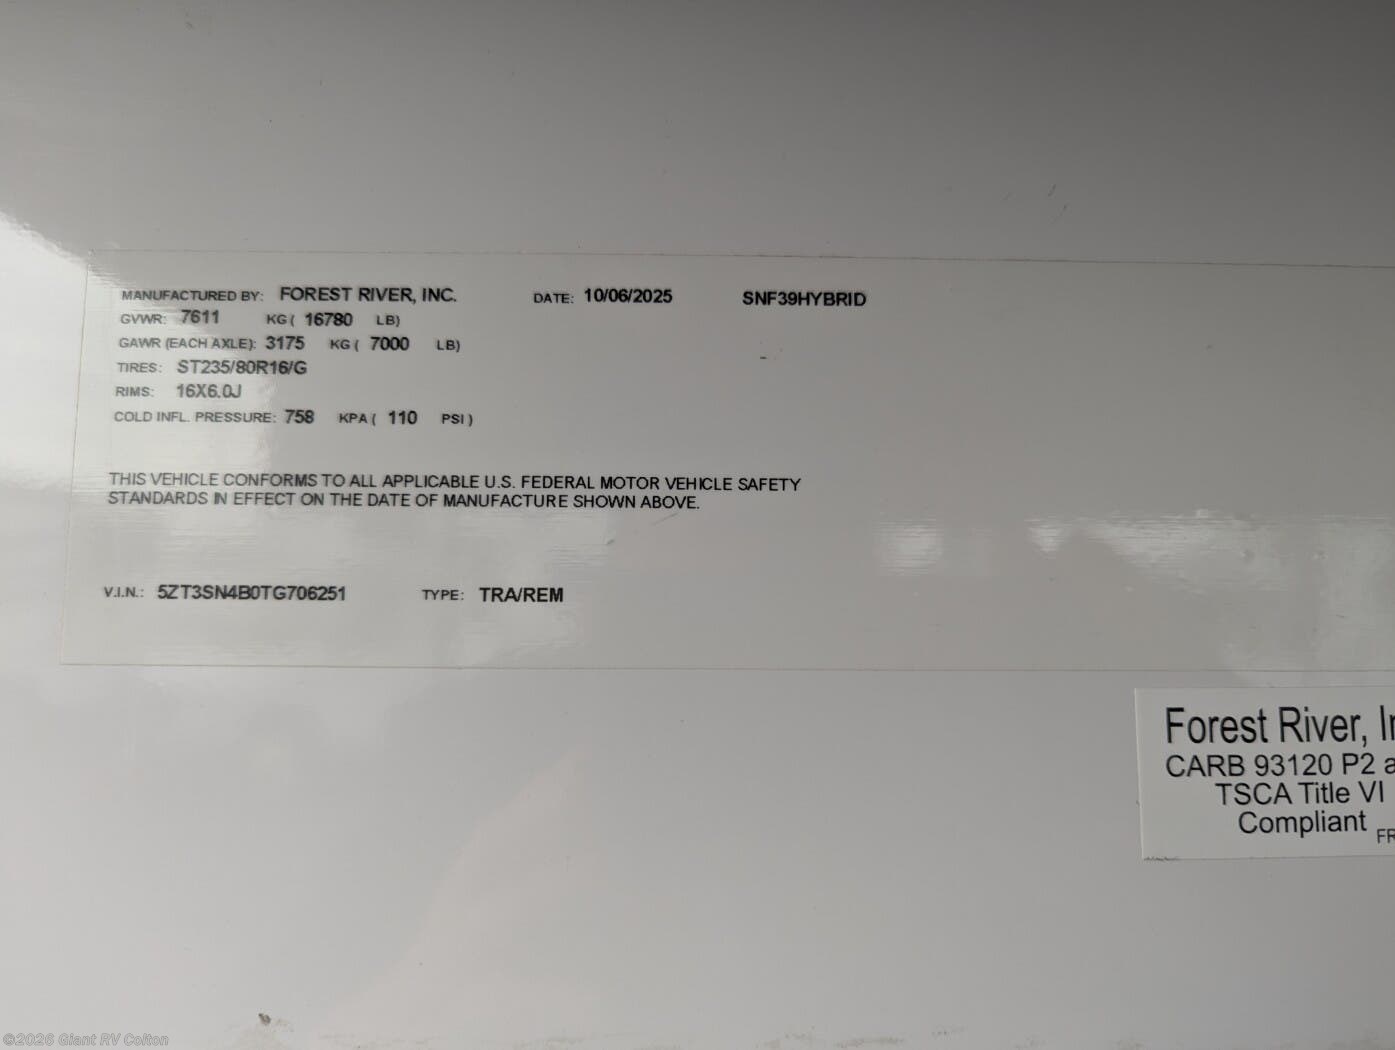 MANUFACTURED BY: FOREST RIVER, INC. DATE: 10/06/2025 SNF39HYBRID
GVWR: 7611 KG ( 16780 LB)
GAWR (EACH AXLE): 3175 KG ( 7000 LB)
TIRES: ST235/80R16/G
RIMS: 16X6.0J
COLD INFL. PRESSURE: 758 KPA ( 110 PSI )
THIS VEHICLE CONFORMS TO ALL APPLICABLE U.S. FEDERAL MOTOR VEHICLE SAFETY
STANDARDS IN EFFECT ON THE DATE OF MANUFACTURE SHOWN ABOVE.
V.I.N.: 5ZT3SN4B0TG706251 TYPE: TRA/REM
Forest River,
CARB 93120 P2
TSCA Title VI
Compliant
©2026 Giant RV Colton